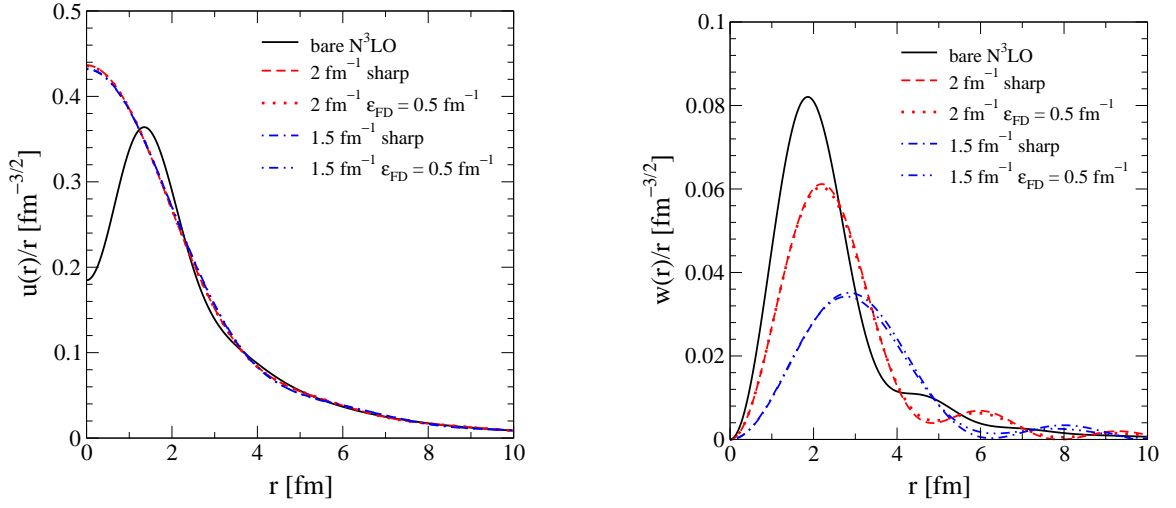 0.5
0.4
0.3
0.2
0.1
0
u(r)/r [fm⁻³/²]
bare N³LO
2 fm⁻¹ sharp
2 fm⁻¹ ε_FD = 0.5 fm⁻¹
1.5 fm⁻¹ sharp
1.5 fm⁻¹ ε_FD = 0.5 fm⁻¹
0 2 4 6 8 10
r [fm]
0.1
0.08
0.06
0.04
0.02
0
w(r)/r [fm⁻³/²]
bare N³LO
2 fm⁻¹ sharp
2 fm⁻¹ ε_FD = 0.5 fm⁻¹
1.5 fm⁻¹ sharp
1.5 fm⁻¹ ε_FD = 0.5 fm⁻¹
0 2 4 6 8 10
r [fm]